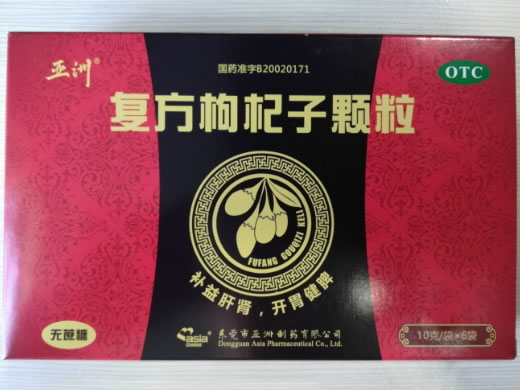 亚洲®
国药准字B20020171
OTC
复方枸杞子颗粒
FUFANG GOUQIZI KELI
补益肝肾,开胃健脾
无蔗糖
asia
东莞市亚洲制药有限公司
Dongguan Asia Pharmaceutical Co., Ltd.
10克/袋×6袋